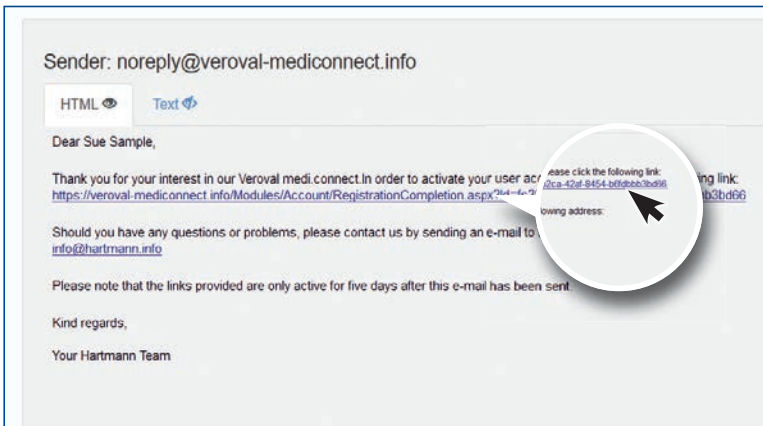 Sender: noreply@veroval-mediconnect.info
HTML Text
Dear Sue Sample,
Thank you for your interest in our Veroval medi.connect.In order to activate your user ac ease click the following link: ing link:
https://veroval-mediconnect.info/Modules/Account/RegistrationCompletion.aspx 2ca-42af-8454-b6fdbbb3bd66 bb3bd66
Should you have any questions or problems, please contact us by sending an e-mail to owing address:
info@hartmann.info
Please note that the links provided are only active for five days after this e-mail has been sent
Kind regards,
Your Hartmann Team